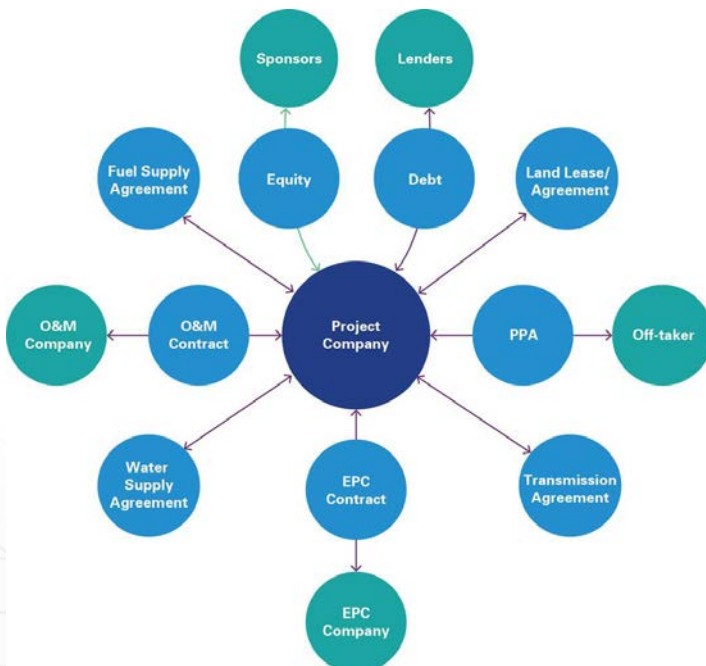 Sponsors
Lenders
Fuel Supply
Agreement
Equity
Debt
Land Lease/
Agreement
O&M
Company
O&M
Contract
Project
Company
PPA
Off-taker
Water
Supply
Agreement
EPC
Contract
Transmission
Agreement
EPC
Company